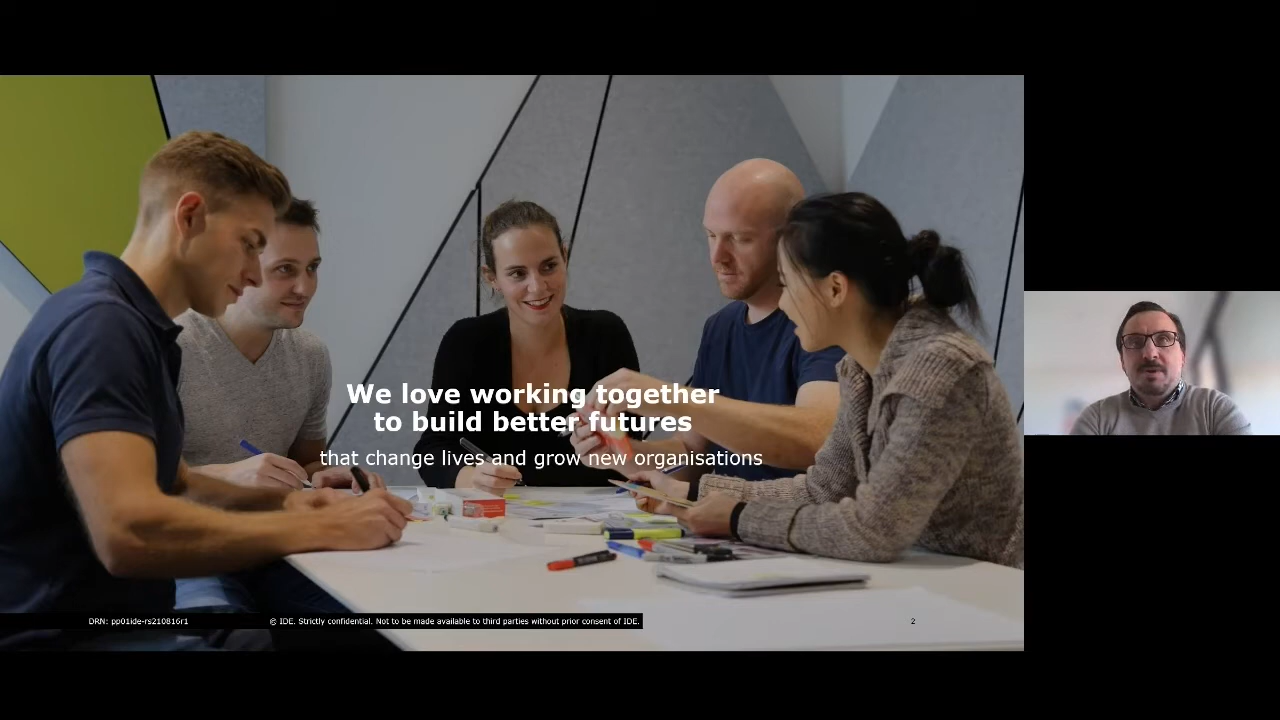 We love working together
to build better futures
that change lives and grow new organisations
DRN: pp01ide-rs210816r1
© IDE. Strictly confidential. Not to be made available to third parties without prior consent of IDE.
2